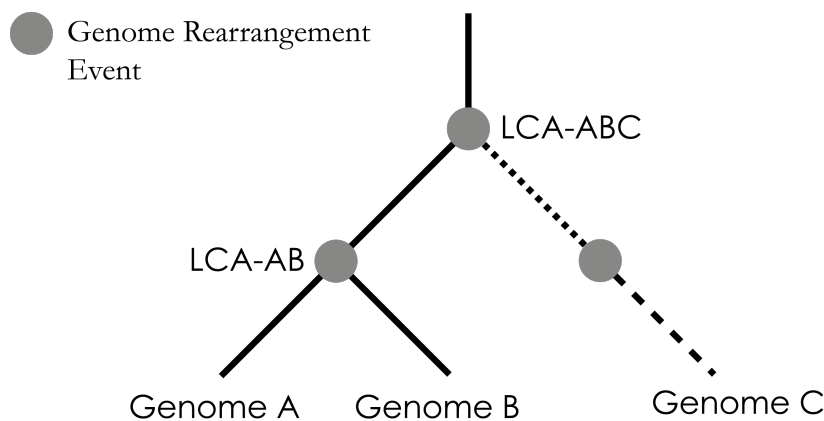 Genome Rearrangement
Event
LCA-ABC
LCA-AB
Genome A
Genome B
Genome C